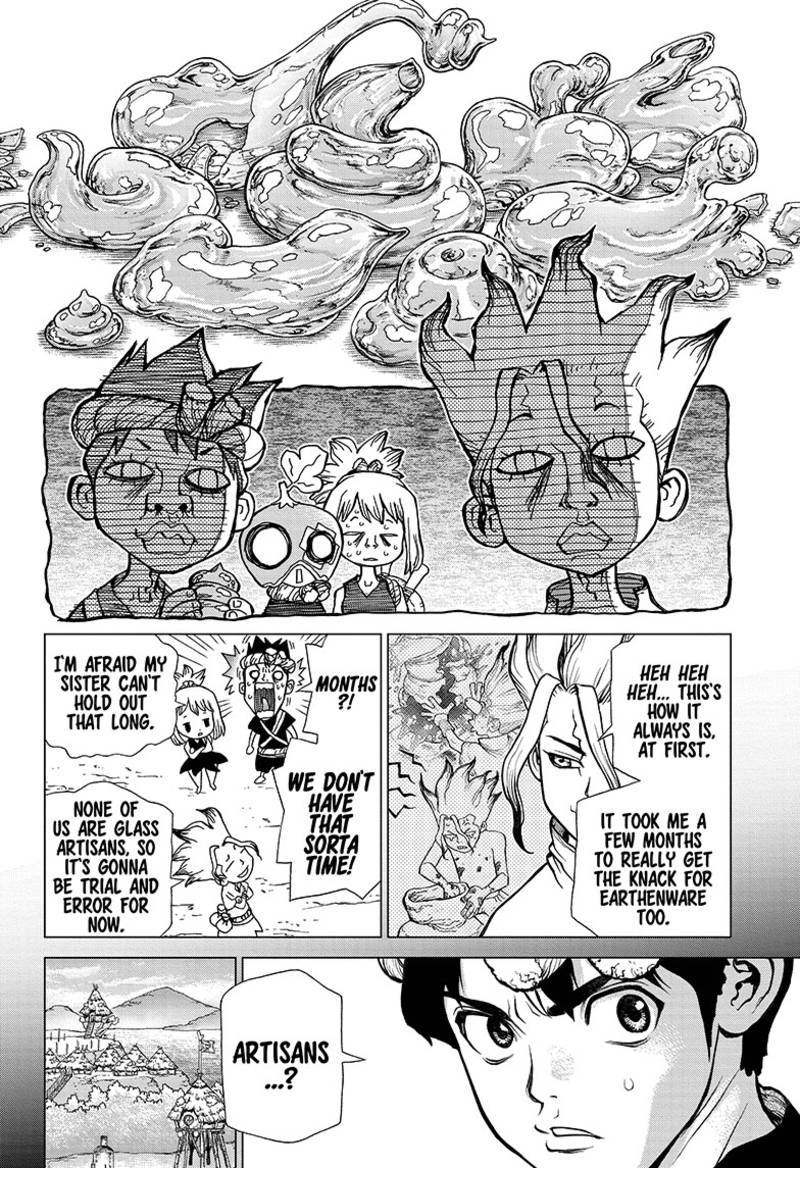 HEH HEH
HEH... THIS'S
HOW IT
ALWAYS IS,
AT FIRST.
IT TOOK ME A
FEW MONTHS
TO REALLY GET
THE KNACK FOR
EARTHENWARE
TOO.
MONTHS
?!
WE DON'T
HAVE
THAT
SORTA
TIME!
I'M AFRAID MY
SISTER CAN'T
HOLD OUT
THAT LONG.
NONE OF
US ARE GLASS
ARTISANS, SO
IT'S GONNA
BE TRIAL AND
ERROR FOR
NOW.
ARTISANS
...?